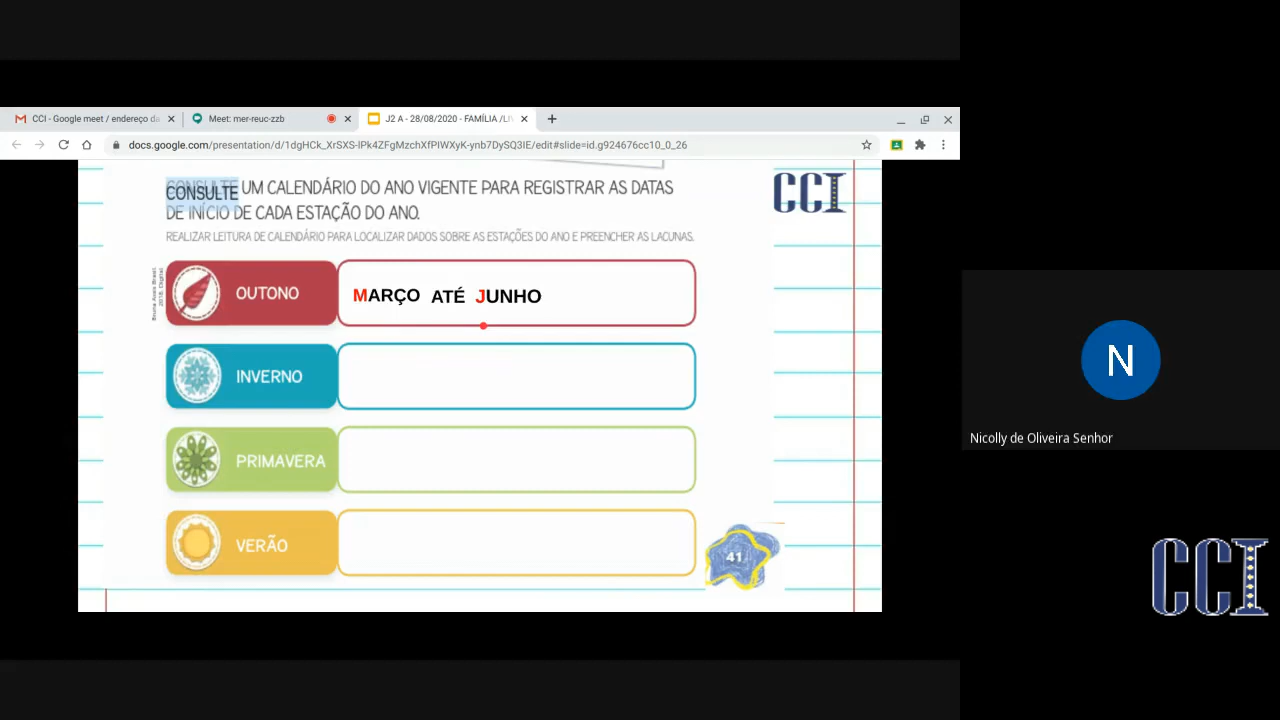 CCI - Google meet / endereço da
Meet: mer-reuc-zzb
J2 A - 28/08/2020 - FAMÍLIA /LIV
docs.google.com/presentation/d/1dgHCk_XrSXS-lPk4ZFgMzchXfPIWXyK-ynb7DySQ3IE/edit#slide=id.g924676cc10_0_26
CONSULTE UM CALENDÁRIO DO ANO VIGENTE PARA REGISTRAR AS DATAS
DE INÍCIO DE CADA ESTAÇÃO DO ANO.
REALIZAR LEITURA DE CALENDÁRIO PARA LOCALIZAR DADOS SOBRE AS ESTAÇÕES DO ANO E PREENCHER AS LACUNAS.
CCI
OUTONO
MARÇO ATÉ JUNHO
INVERNO
PRIMAVERA
VERÃO
41
N
Nicolly de Oliveira Senhor
CCI